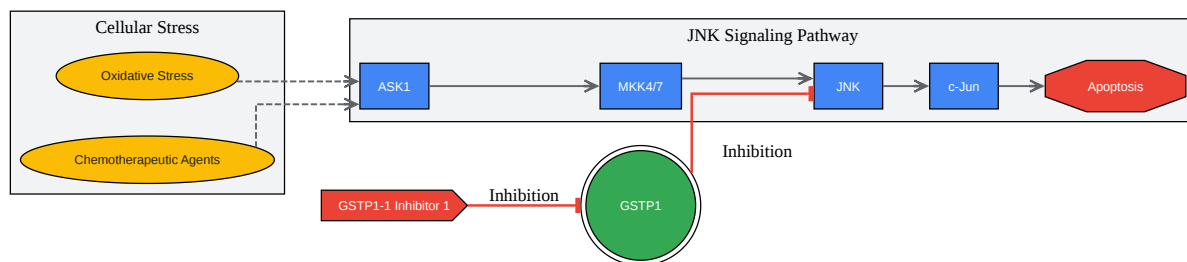 Cellular Stress
Oxidative Stress
Chemotherapeutic Agents
JNK Signaling Pathway
ASK1
MKK4/7
JNK
c-Jun
Apoptosis
Inhibition
GSTP1-1 Inhibitor 1
Inhibition
GSTP1